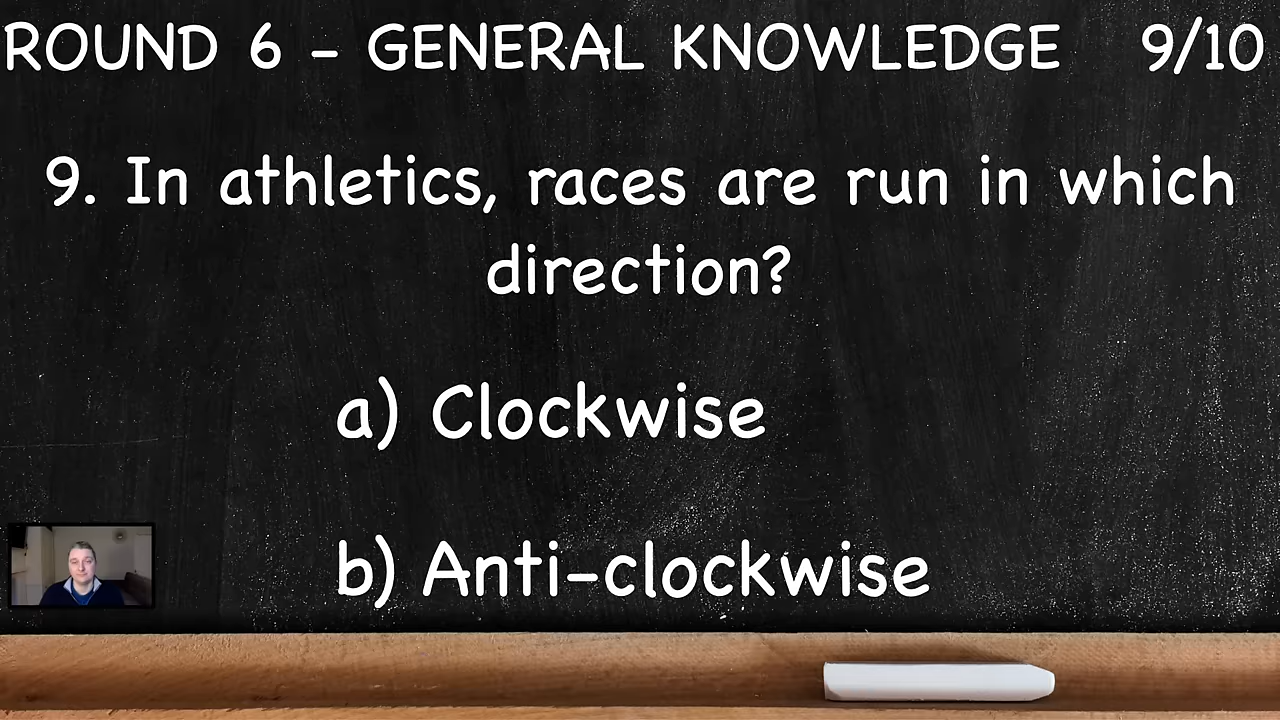 ROUND 6 - GENERAL KNOWLEDGE 9/10
9. In athletics, races are run in which
direction?
a) Clockwise
b) Anti-clockwise